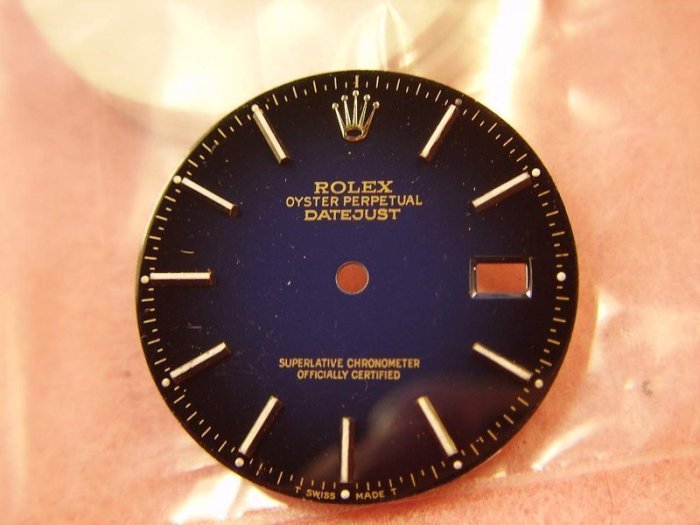 ROLEX
OYSTER PERPETUAL
DATEJUST
SUPERLATIVE CHRONOMETER
OFFICIALLY CERTIFIED
T SWISS MADE T